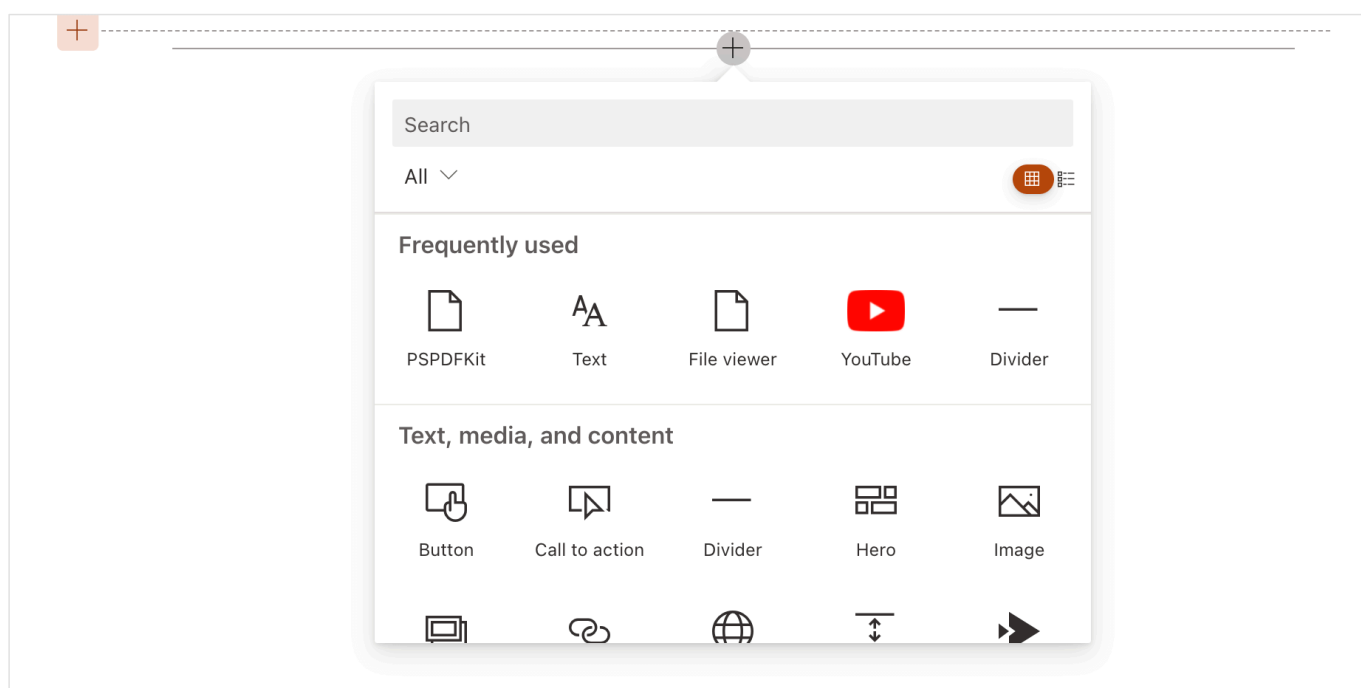 Search
All
Frequently used
PSPDFKit Text File viewer YouTube Divider
Text, media, and content
Button Call to action Divider Hero Image